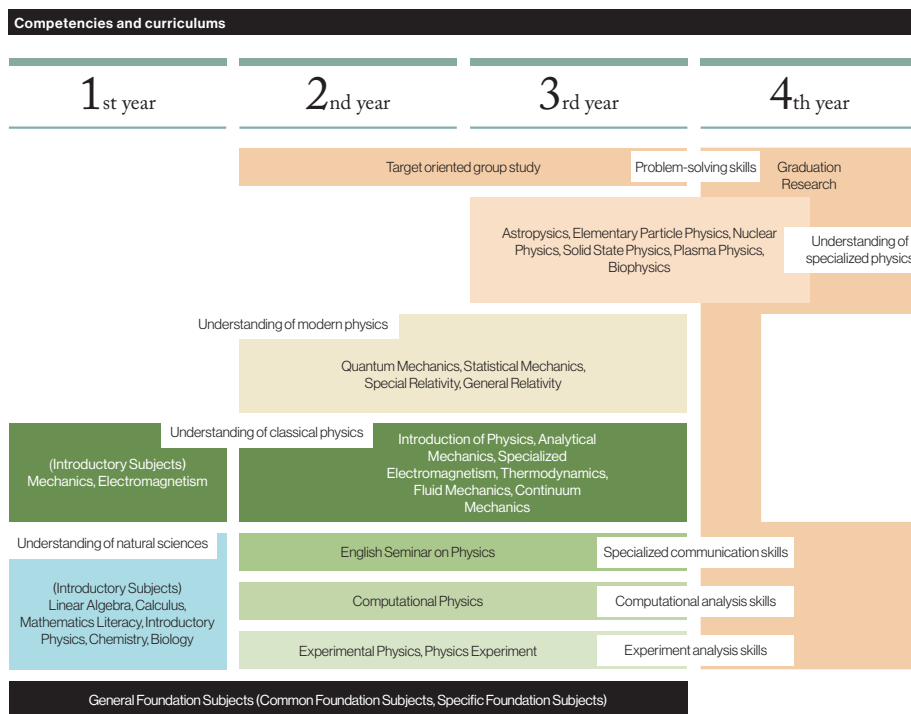 Competencies and curriculums
1st year
2nd year
3rd year
4th year
Target oriented group study
Problem-solving skills
Graduation
Research
Astropysics, Elementary Particle Physics, Nuclear
Physics, Solid State Physics, Plasma Physics,
Biophysics
Understanding of
specialized physics
Understanding of modern physics
Quantum Mechanics, Statistical Mechanics,
Special Relativity, General Relativity
Understanding of classical physics
(Introductory Subjects)
Mechanics, Electromagnetism
Introduction of Physics, Analytical
Mechanics, Specialized
Electromagnetism, Thermodynamics,
Fluid Mechanics, Continuum
Mechanics
Understanding of natural sciences
(Introductory Subjects)
Linear Algebra, Calculus,
Mathematics Literacy, Introductory
Physics, Chemistry, Biology
English Seminar on Physics
Specialized communication skills
Computational Physics
Computational analysis skills
Experimental Physics, Physics Experiment
Experiment analysis skills
General Foundation Subjects (Common Foundation Subjects, Specific Foundation Subjects)